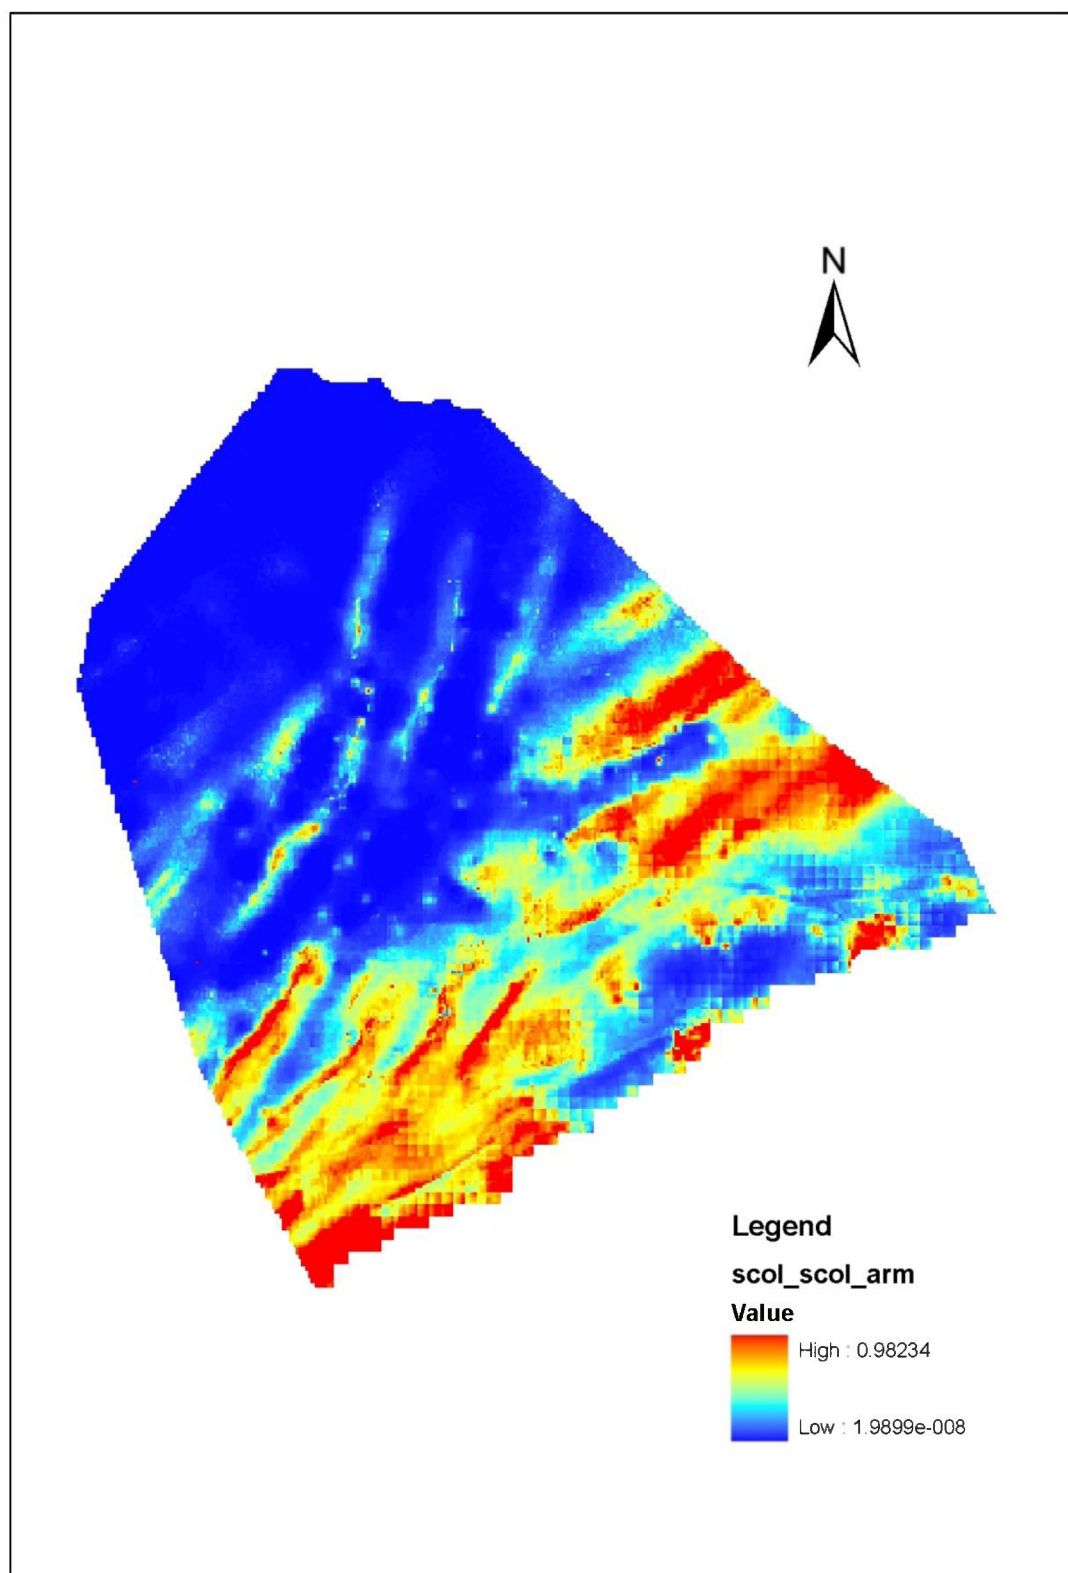 N
Legend
scol_scol_arm
Value
High : 0.98234
Low : 1.9899e-008